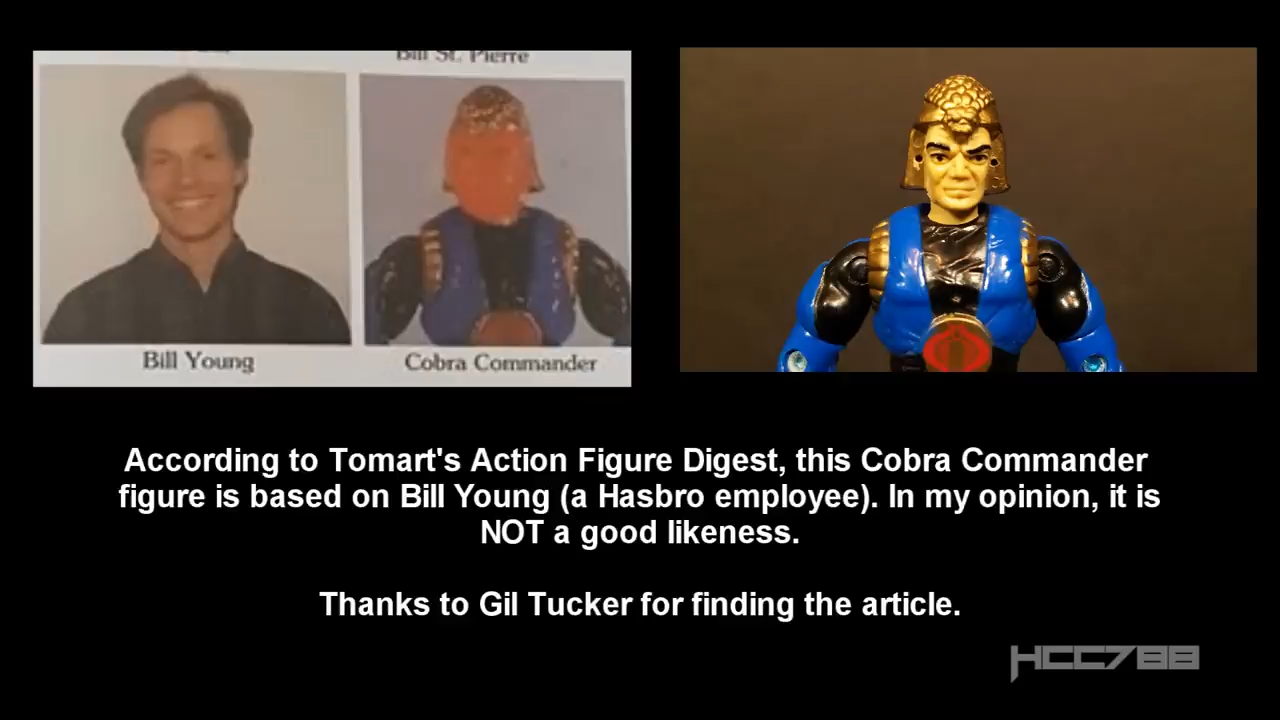 Bill St. Pierre
Bill Young
Cobra Commander
According to Tomart's Action Figure Digest, this Cobra Commander
figure is based on Bill Young (a Hasbro employee). In my opinion, it is
NOT a good likeness.
Thanks to Gil Tucker for finding the article.
HCC788